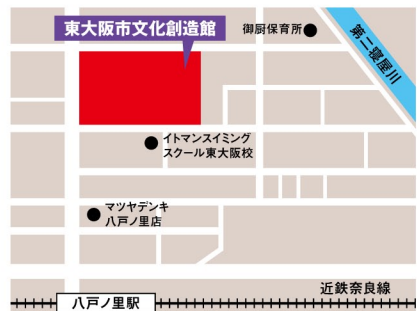 東大阪市文化創造館
御厨保育所
第二寝屋川
イトマンスイミング
スクール東大阪校
マツヤデンキ
八戸ノ里店
近鉄奈良線
八戸ノ里駅